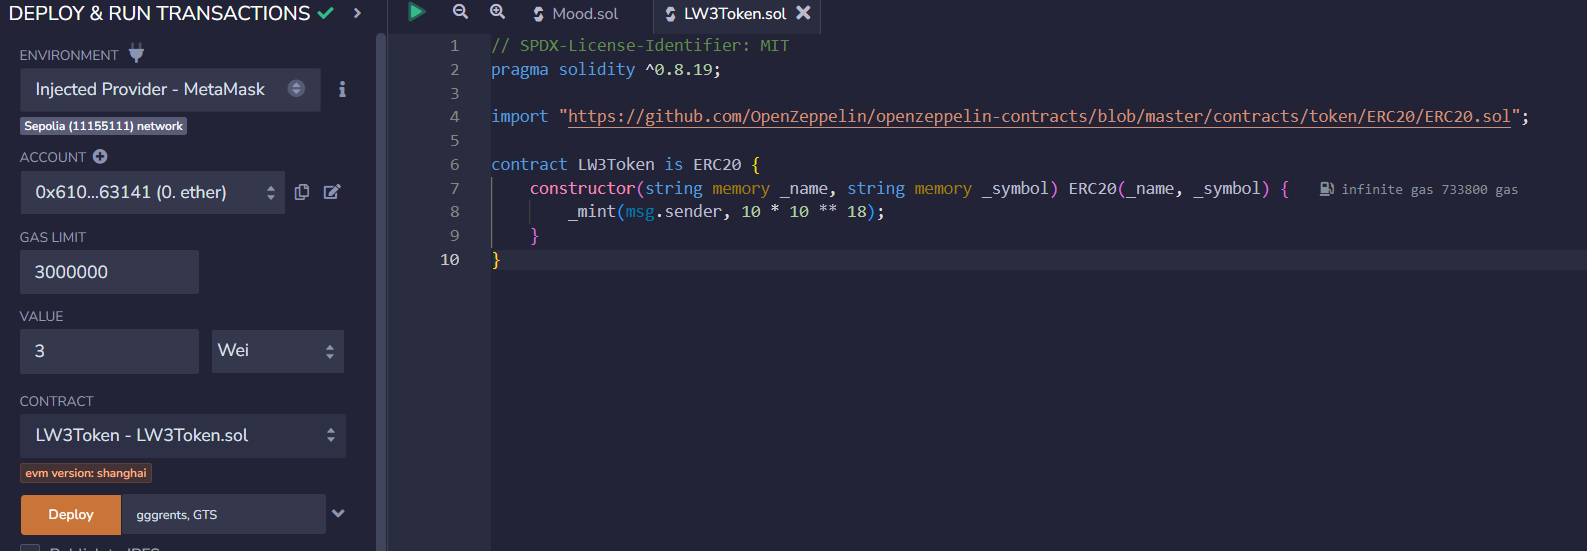 DEPLOY & RUN TRANSACTIONS
ENVIRONMENT
Injected Provider - MetaMask
Sepolia (11155111) network
ACCOUNT
0x610...63141 (0. ether)
GAS LIMIT
3000000
VALUE
3
Wei
CONTRACT
LW3Token - LW3Token.sol
evm version: shanghai
Deploy
gggrents, GTS
Mood.sol
LW3Token.sol
1 // SPDX-License-Identifier: MIT
2 pragma solidity ^0.8.19;
3
4 import "https://github.com/OpenZeppelin/openzeppelin-contracts/blob/master/contracts/token/ERC20/ERC20.sol";
5
6 contract LW3Token is ERC20 {
7     constructor(string memory _name, string memory _symbol) ERC20(_name, _symbol) { infinite gas 733800 gas
8         _mint(msg.sender, 10 * 10 ** 18);
9     }
10 }